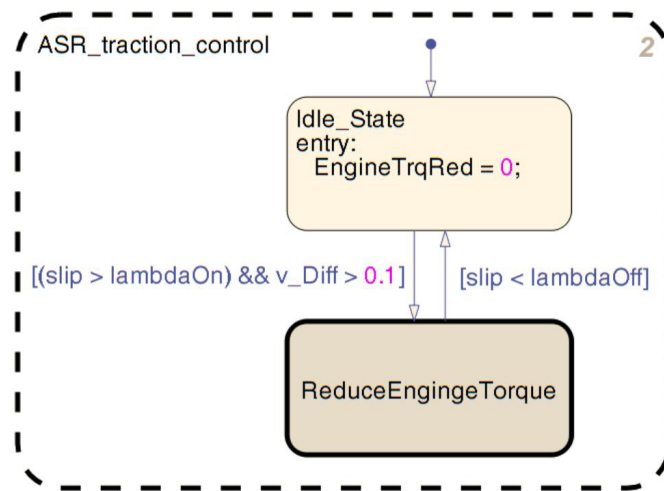 ASR_traction_control
2
Idle_State
entry:
EngineTrqRed = 0;
[(slip > lambdaOn) && v_Diff > 0.1]
[slip < lambdaOff]
ReduceEngingeTorque